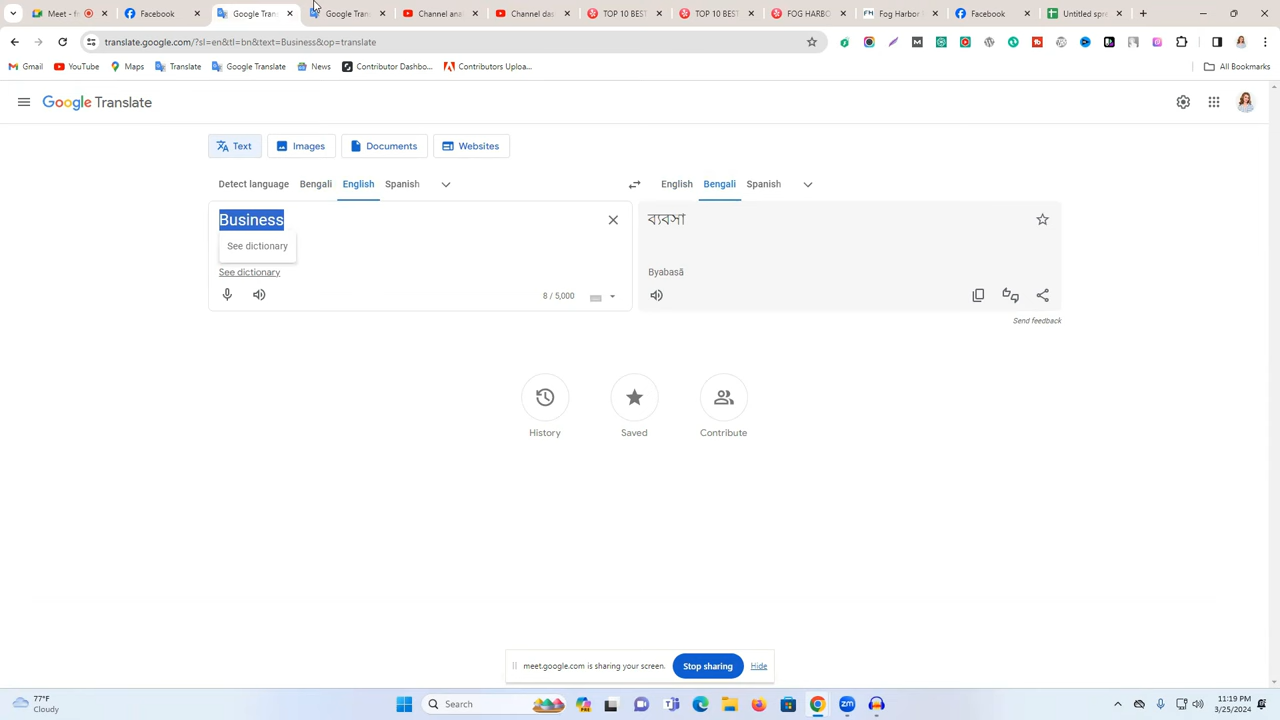 Meet - f
Facebook
Google Tran
Google Tran
Channel ana
Channel das
TOP 10 BEST
TOP 10 BEST
FOG HARBO
Fog Harbor
Facebook
Untitled spr
translate.google.com/?sl=en&tl=bn&text=Business&op=translate
Gmail
YouTube
Maps
Translate
Google Translate
News
Contributor Dashbo...
Contributors Uploa...
All Bookmarks
Google Translate
Text
Images
Documents
Websites
Detect language
Bengali
English
Spanish
English
Bengali
Spanish
Business
ব্যবসা
See dictionary
See dictionary
Byabasā
8 / 5,000
Send feedback
History
Saved
Contribute
meet.google.com is sharing your screen.
Stop sharing
Hide
77°F
Cloudy
Search
11:19 PM
3/25/2024